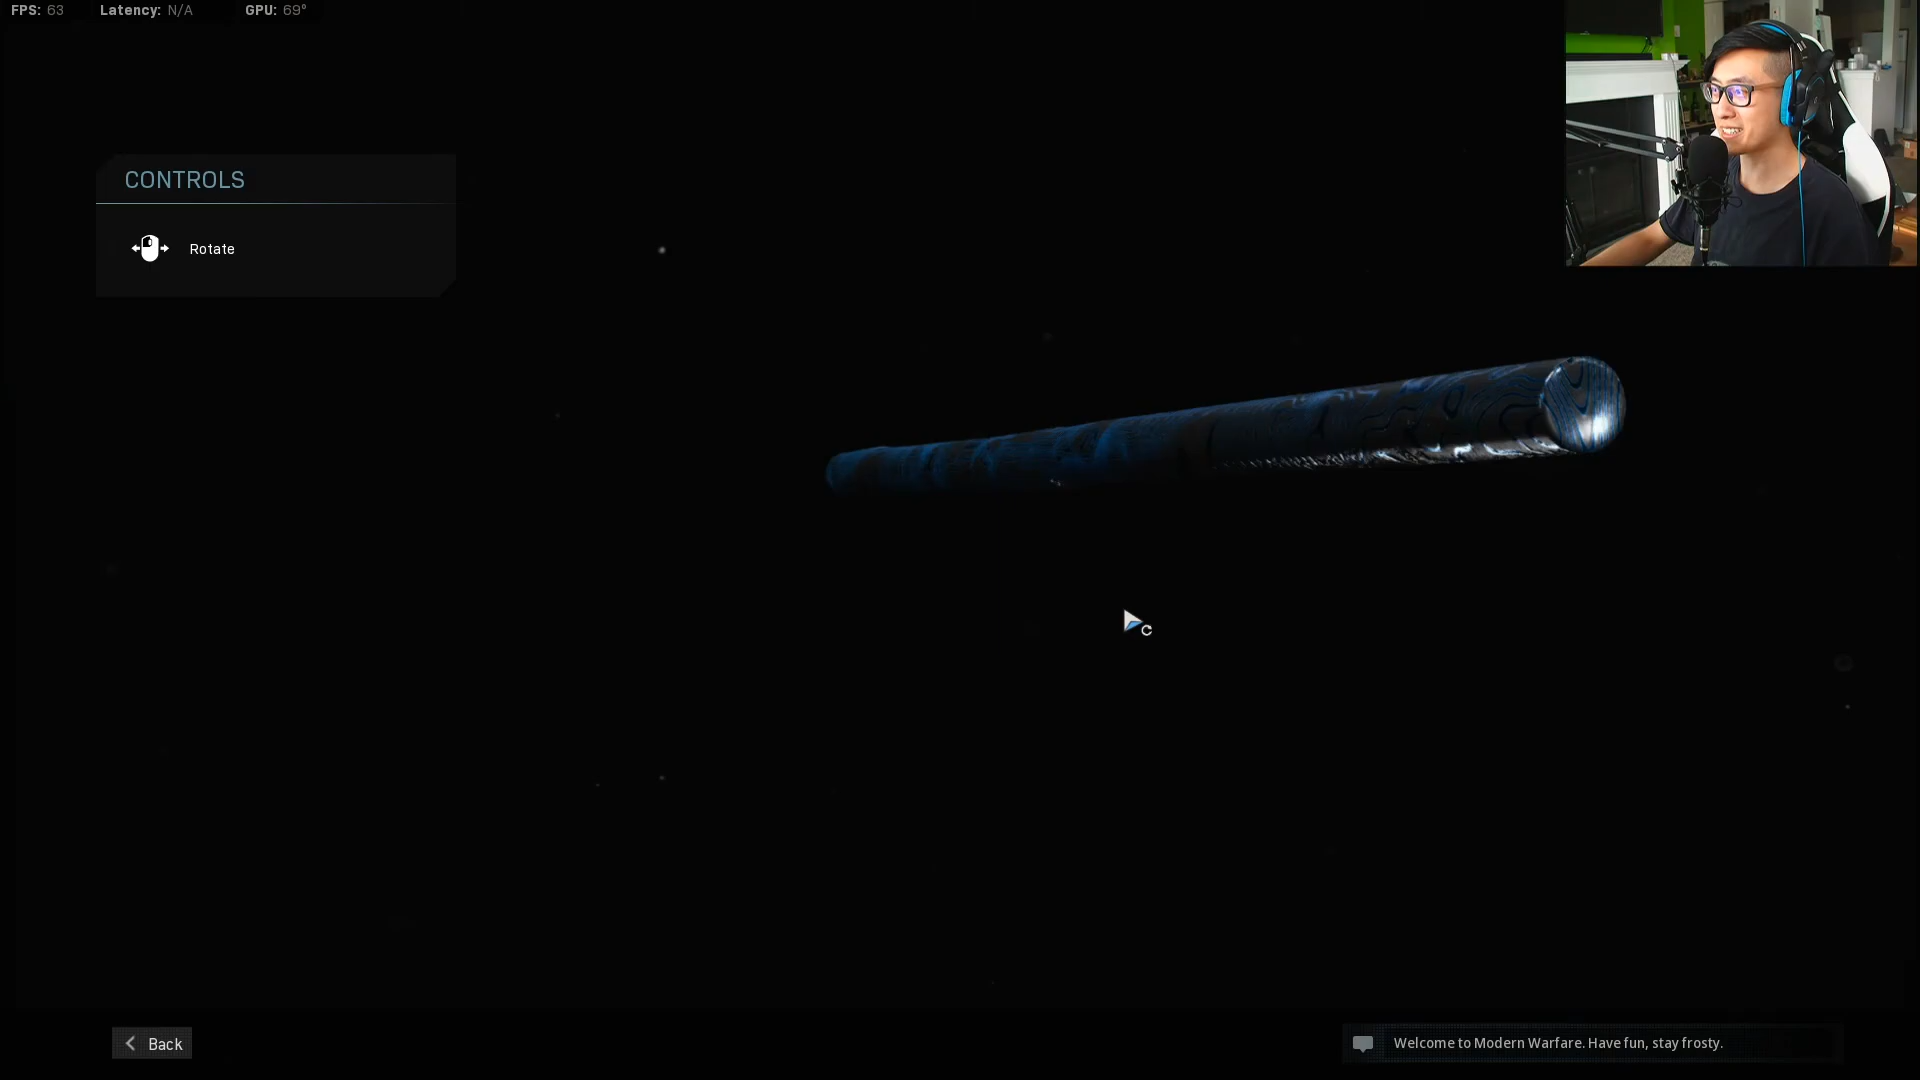 FPS: 63 Latency: N/A GPU: 69°
CONTROLS
Rotate
Back
Welcome to Modern Warfare. Have fun, stay frosty.